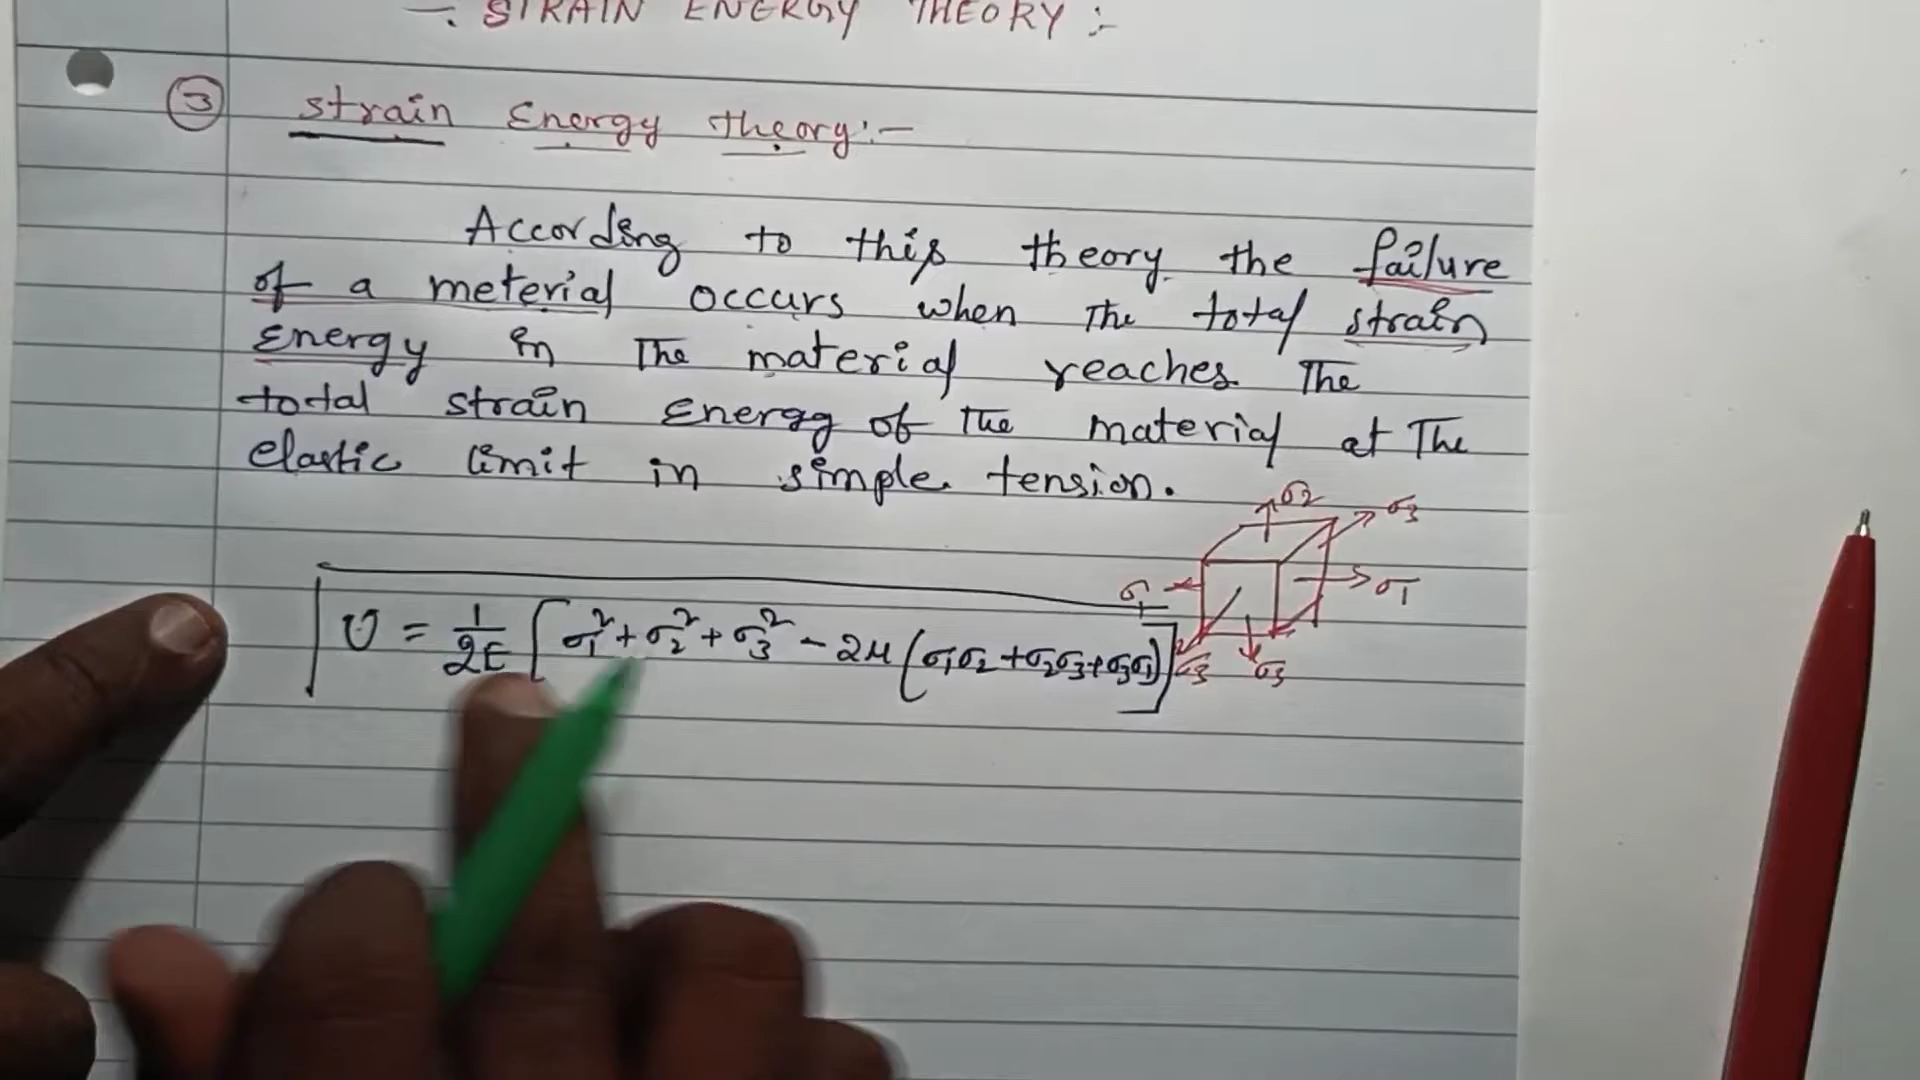 -: STRAIN ENERGY THEORY :-
③ Strain Energy theory:-
According to this theory the failure
of a meterial occurs when The total strain
Energy in The material reaches The
total strain Energy of The material at The
elastic limit in simple tension.
σ2
σ3
σ1
σ1
σ3
σ3
U = 1/2E [σ1² + σ2² + σ3² - 2μ (σ1σ2 + σ2σ3 + σ3σ1)]